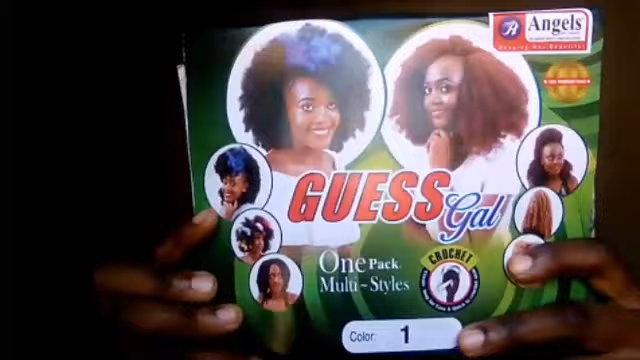 Angels
GUESS
Gal
One Pack
Multi-Styles
CROCHET
Color: 1